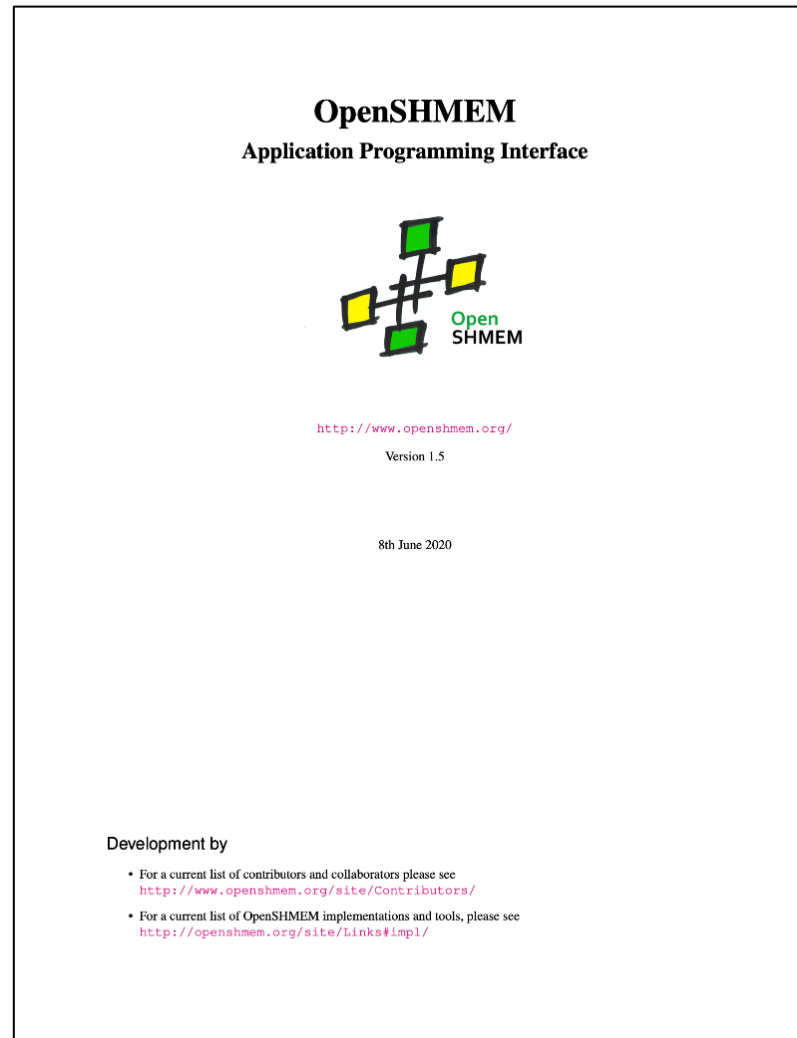 OpenSHMEM
Application Programming Interface
Open
SHMEM
http://www.openshmem.org/
Version 1.5
8th June 2020
Development by
• For a current list of contributors and collaborators please see
http://www.openshmem.org/site/Contributors/
• For a current list of OpenSHMEM implementations and tools, please see
http://openshmem.org/site/Links#impl/